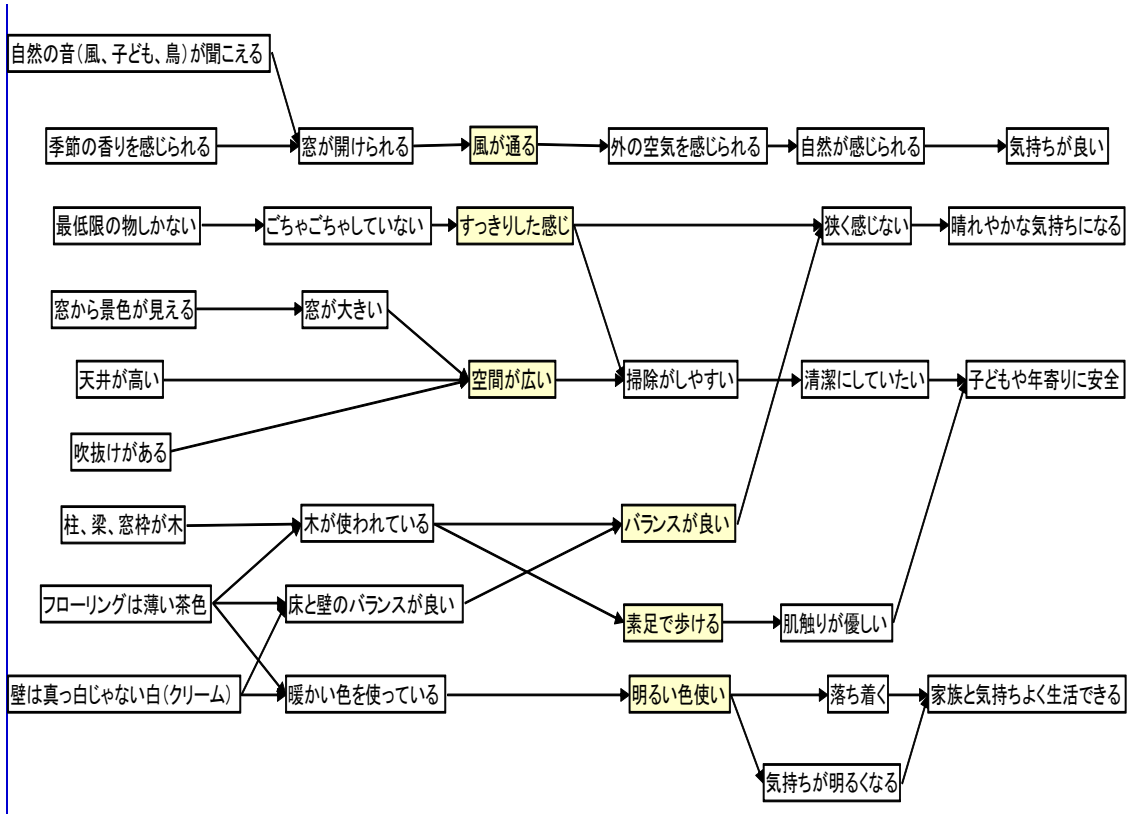 自然の音(風、子ども、鳥)が聞こえる
季節の香りを感じられる
窓が開けられる
風が通る
外の空気を感じられる
自然が感じられる
気持ちが良い
最低限の物しかない
ごちゃごちゃしていない
すっきりした感じ
狭く感じない
晴れやかな気持ちになる
窓から景色が見える
窓が大きい
天井が高い
空間が広い
掃除がしやすい
清潔にしていたい
子どもや年寄りに安全
吹抜けがある
柱、梁、窓枠が木
木が使われている
バランスが良い
フローリングは薄い茶色
床と壁のバランスが良い
素足で歩ける
肌触りが優しい
壁は真っ白じゃない白(クリーム)
暖かい色を使っている
明るい色使い
落ち着く
家族と気持ちよく生活できる
気持ちが明るくなる